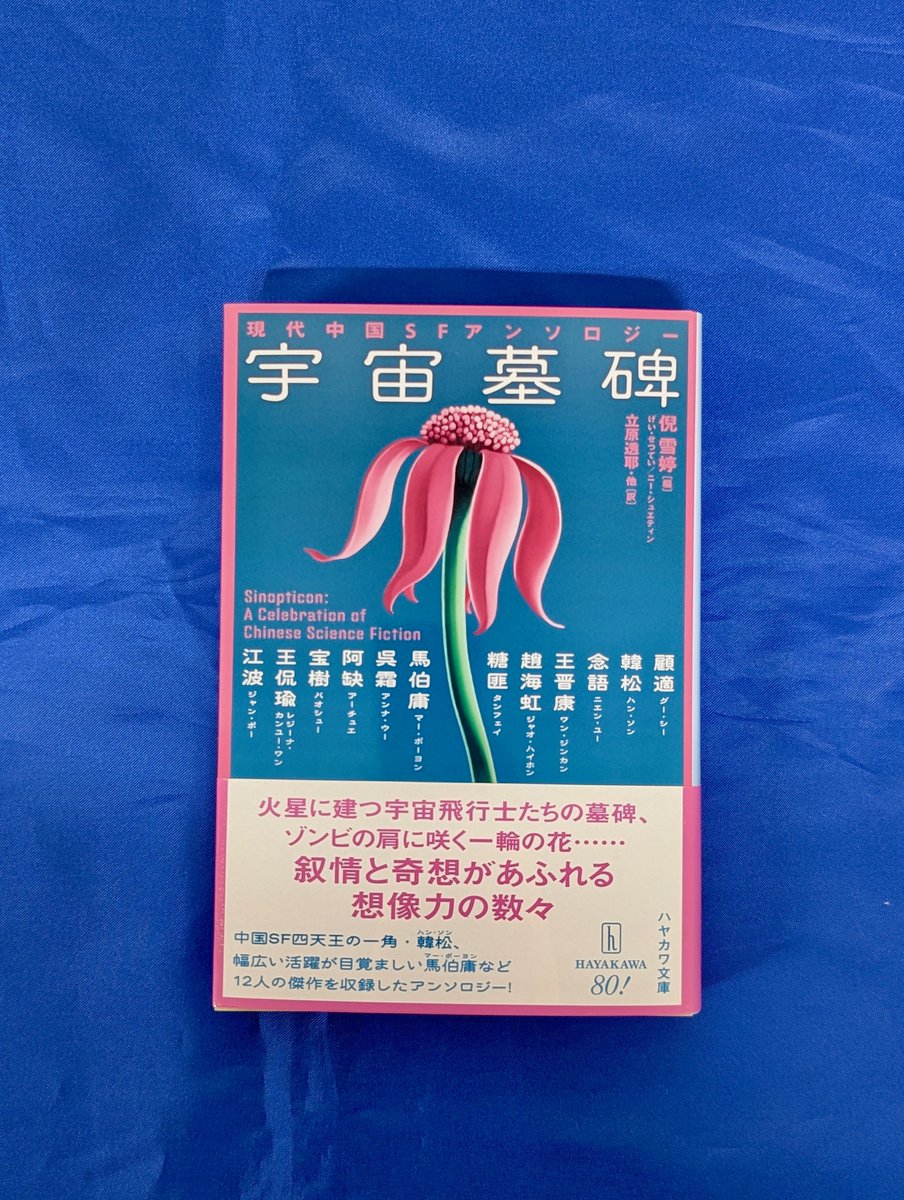 現代中国SFアンソロジー
宇宙墓碑
倪 雪婷[編]
げい・せつてい/ニー・シュエティン
立原透耶・他[訳]
Sinopticon:
A Celebration of
Chinese Science Fiction
顧適 グー・シー
韓松 ハン・ソン
念語 ニエン・ユー
王晋康 ワン・ジンカン
趙海虹 ジャオ・ハイホン
糖匪 タンフェイ
馬伯庸 マー・ボーヨン
呉霜 アンナ・ウー
阿缺 アーチュエ
宝樹 バオシュー
王侃瑜 レジーナ・カンユー・ワン
江波 ジャン・ボー
火星に建つ宇宙飛行士たちの墓碑、
ゾンビの肩に咲く一輪の花……
叙情と奇想があふれる
想像力の数々
中国SF四天王の一角・韓松、
ハン・ソン
幅広い活躍が目覚ましい馬伯庸など
マー・ボーヨン
12人の傑作を収録したアンソロジー!
h
HAYAKAWA
80!
ハヤカワ文庫